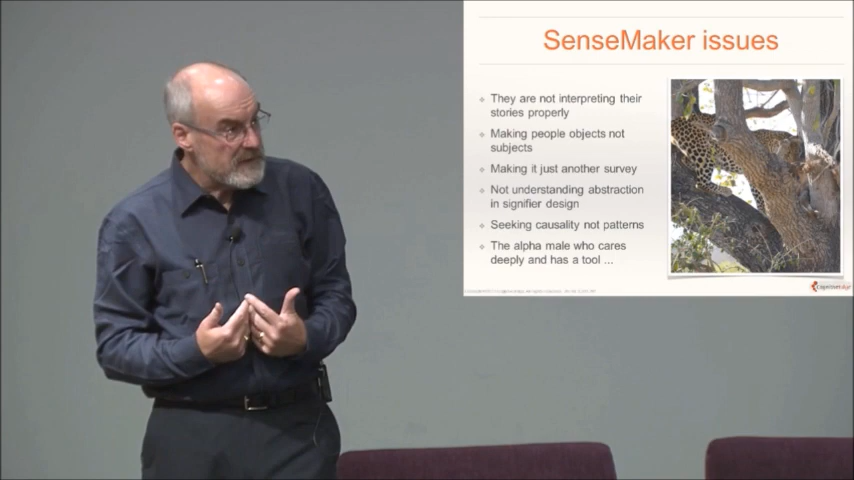 SenseMaker issues
They are not interpreting their
stories properly
Making people objects not
subjects
Making it just another survey
Not understanding abstraction
in signifier design
Seeking causality not patterns
The alpha male who cares
deeply and has a tool ...